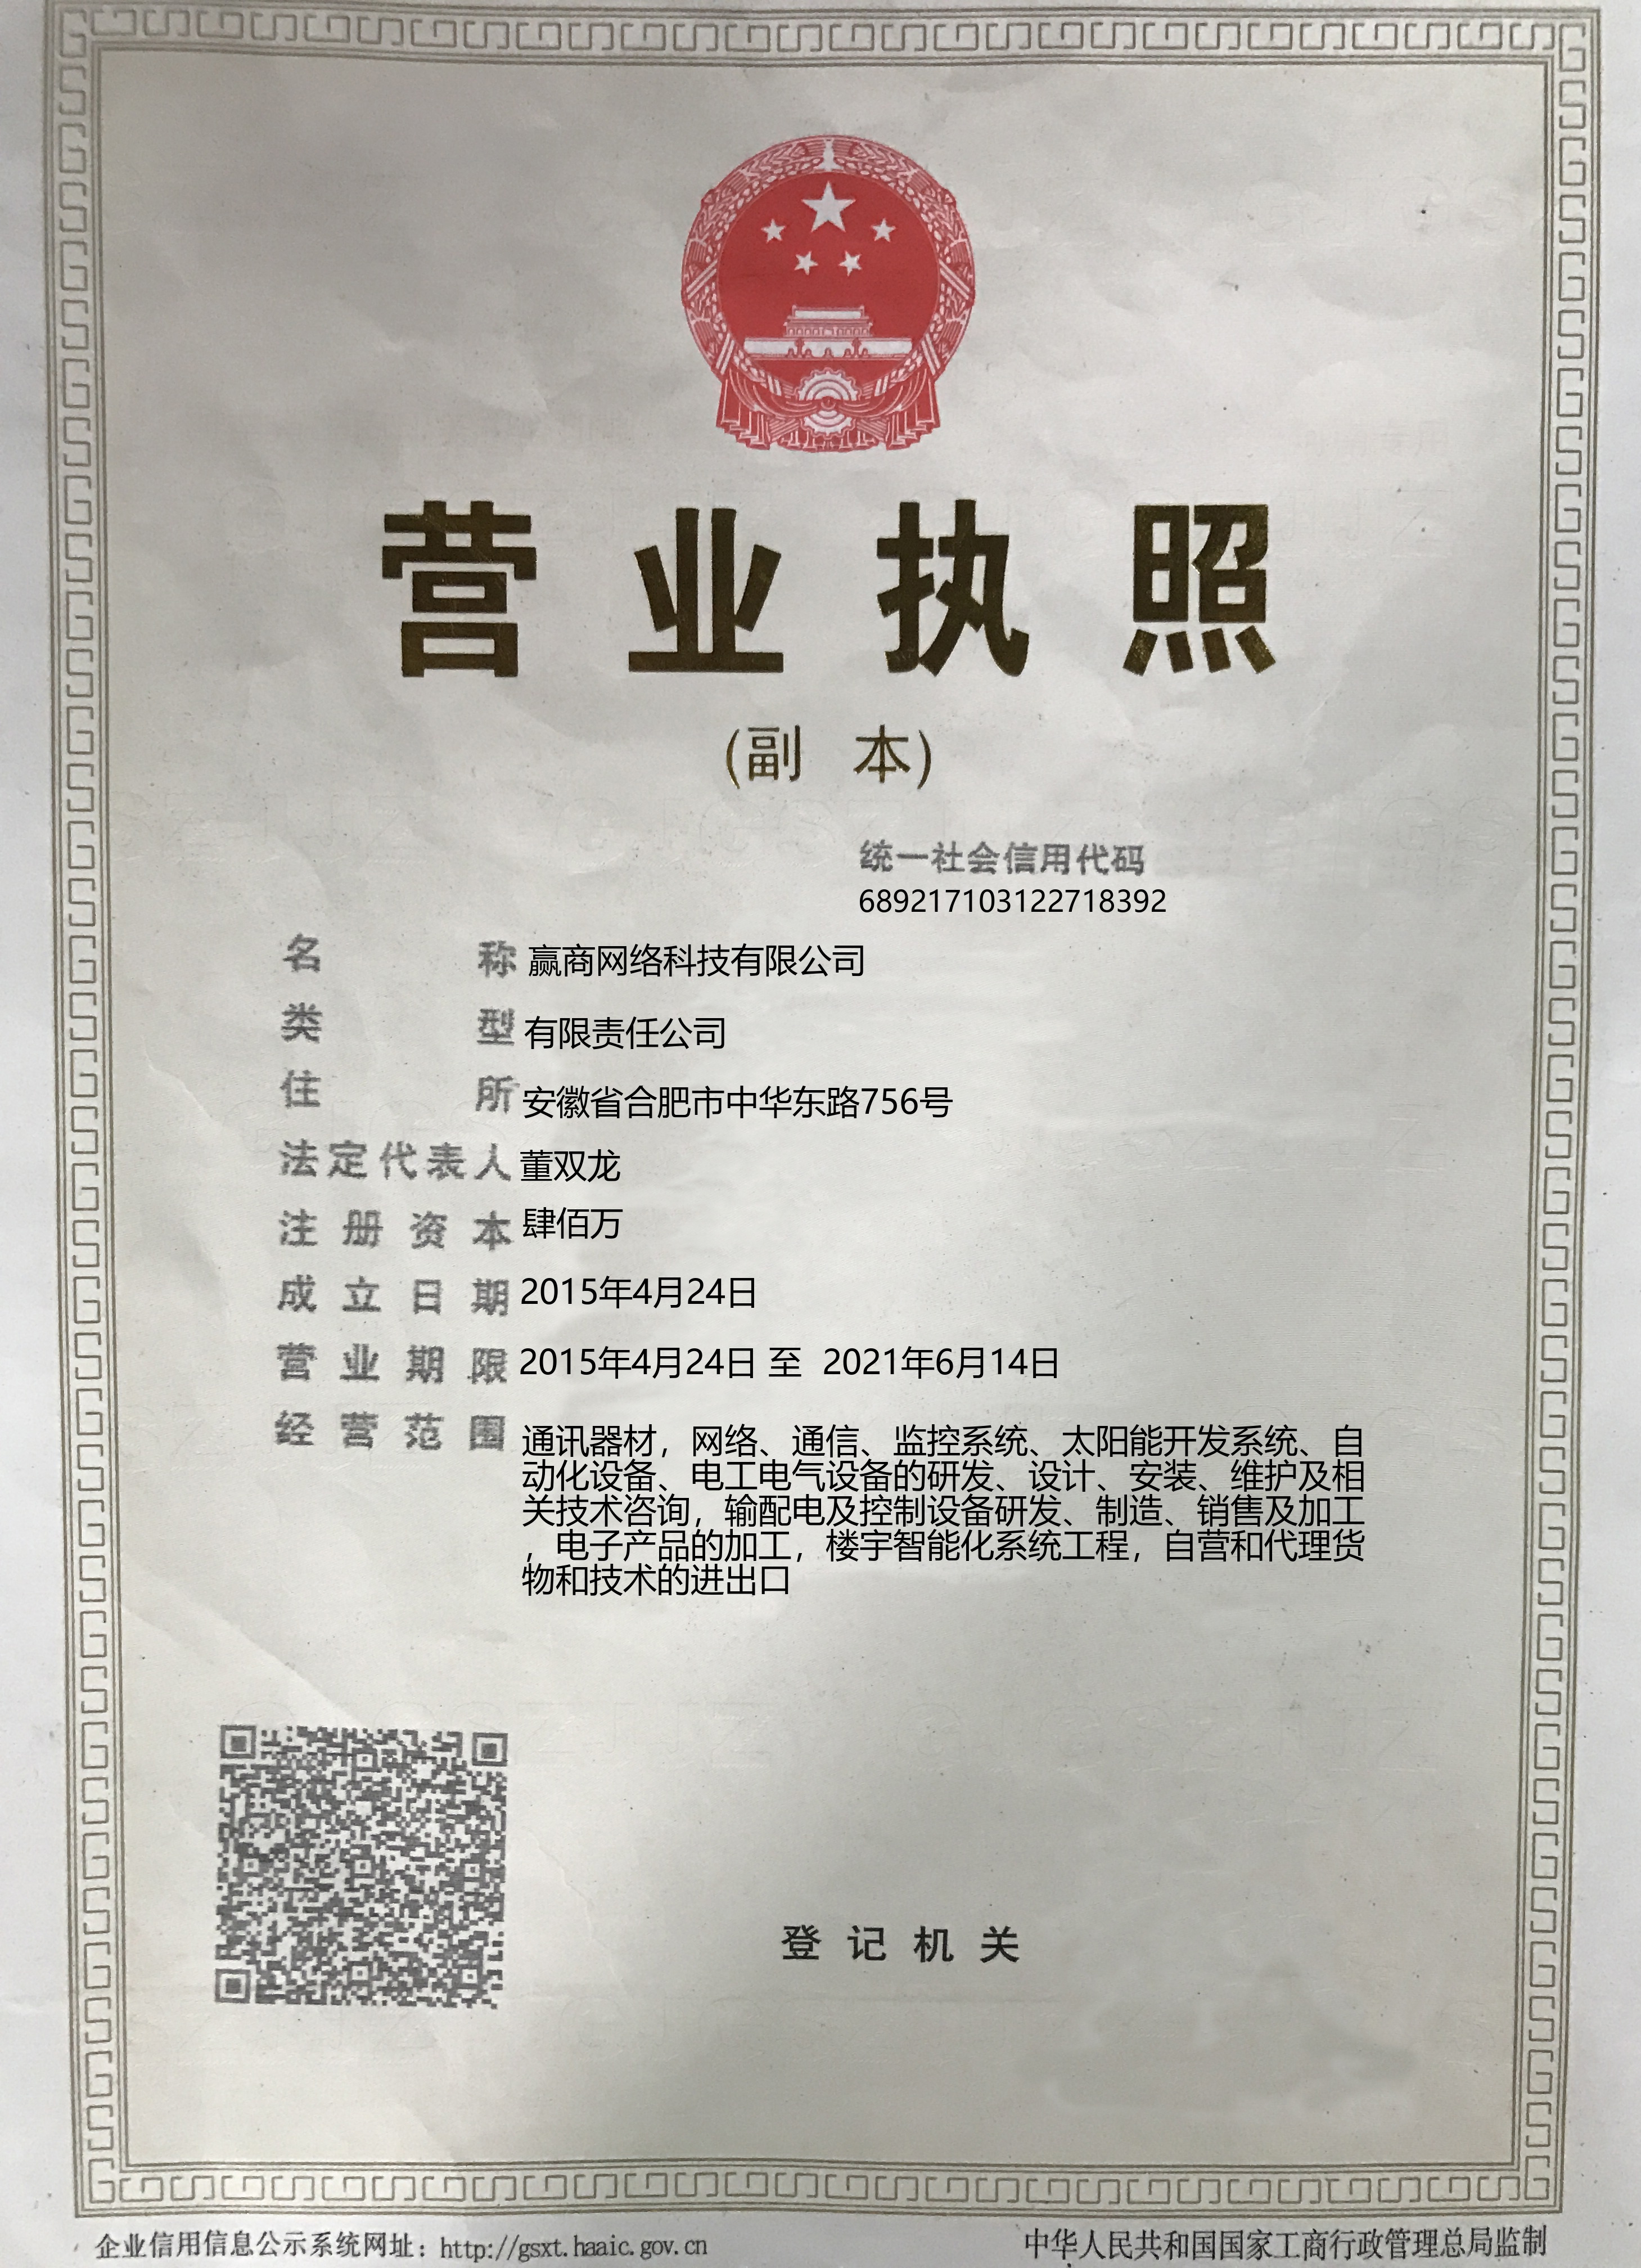 营业执照
(副 本)
统一社会信用代码
689217103122718392
名 称 赢商网络科技有限公司
类 型 有限责任公司
住 所 安徽省合肥市中华东路756号
法定代表人 董双龙
注册资本 肆佰万
成立日期 2015年4月24日
营业期限 2015年4月24日 至 2021年6月14日
经营范围 通讯器材，网络、通信、监控系统、太阳能开发系统、自
动化设备、电工电气设备的研发、设计、安装、维护及相
关技术咨询，输配电及控制设备研发、制造、销售及加工
，电子产品的加工，楼宇智能化系统工程，自营和代理货
物和技术的进出口
登记机关
企业信用信息公示系统网址：http://gsxt.haaic.gov.cn
中华人民共和国国家工商行政管理总局监制